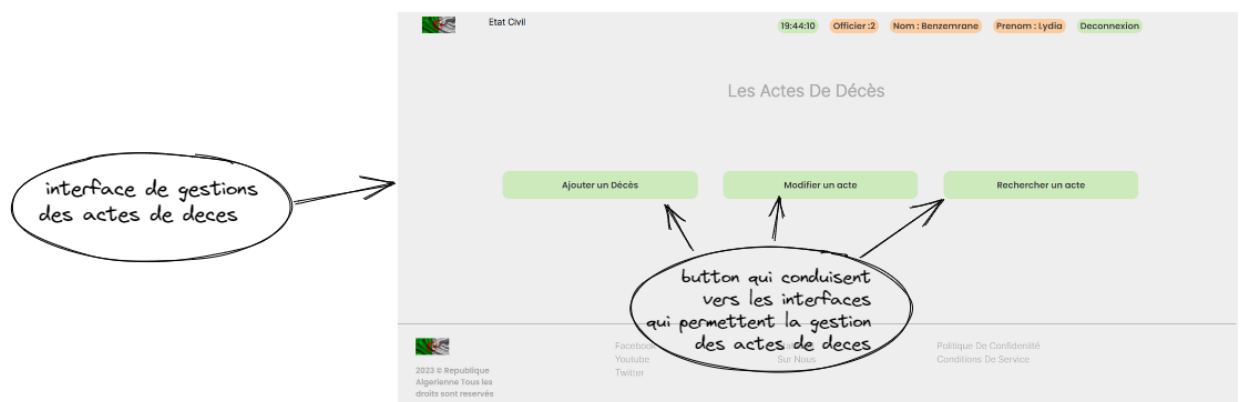 Etat Civil
19:44:10 Officier :2 Nom : Benzemrane Prenom : Lydia Deconnexion
Les Actes De Décès
interface de gestions
des actes de deces
Ajouter un Décès Modifier un acte Rechercher un acte
button qui conduisent
vers les interfaces
qui permettent la gestion
des actes de deces
Facebook
Youtube
Twitter
Sur Nous
Politique De Confidenlité
Conditions De Service
2023 © Republique
Algerienne Tous les
droits sont reservés